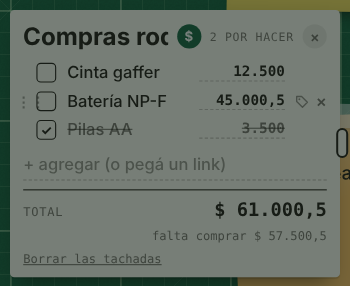 Compras roc $ 2 POR HACER ×
Cinta gaffer 12.500
Batería NP-F 45.000,5 ×
Pilas AA 3.500
+ agregar (o pegá un link)
TOTAL $ 61.000,5
falta comprar $ 57.500,5
Borrar las tachadas